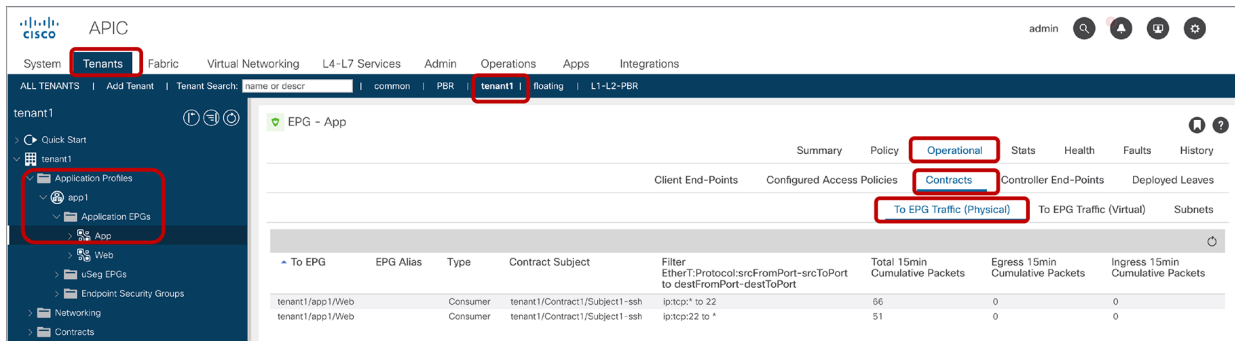 CISCO APIC admin
System Tenants Fabric Virtual Networking L4-L7 Services Admin Operations Apps Integrations
ALL TENANTS | Add Tenant | Tenant Search: name or descr | common | PBR | tenant1 | floating | L1-L2-PBR
tenant1
Quick Start
tenant1
Application Profiles
app1
Application EPGs
App
Web
uSeg EPGs
Endpoint Security Groups
Networking
Contracts
EPG - App
Summary Policy Operational Stats Health Faults History
Client End-Points Configured Access Policies Contracts Controller End-Points Deployed Leaves
To EPG Traffic (Physical) To EPG Traffic (Virtual) Subnets
To EPG EPG Alias Type Contract Subject Filter Total 15min Egress 15min Ingress 15min
EtherT:Protocol:srcFromPort-srcToPort Cumulative Packets Cumulative Packets Cumulative Packets
to destFromPort-destToPort
tenant1/app1/Web Consumer tenant1/Contract1/Subject1-ssh ip:tcp:* to 22 66 0 0
tenant1/app1/Web Consumer tenant1/Contract1/Subject1-ssh ip:tcp:22 to * 51 0 0